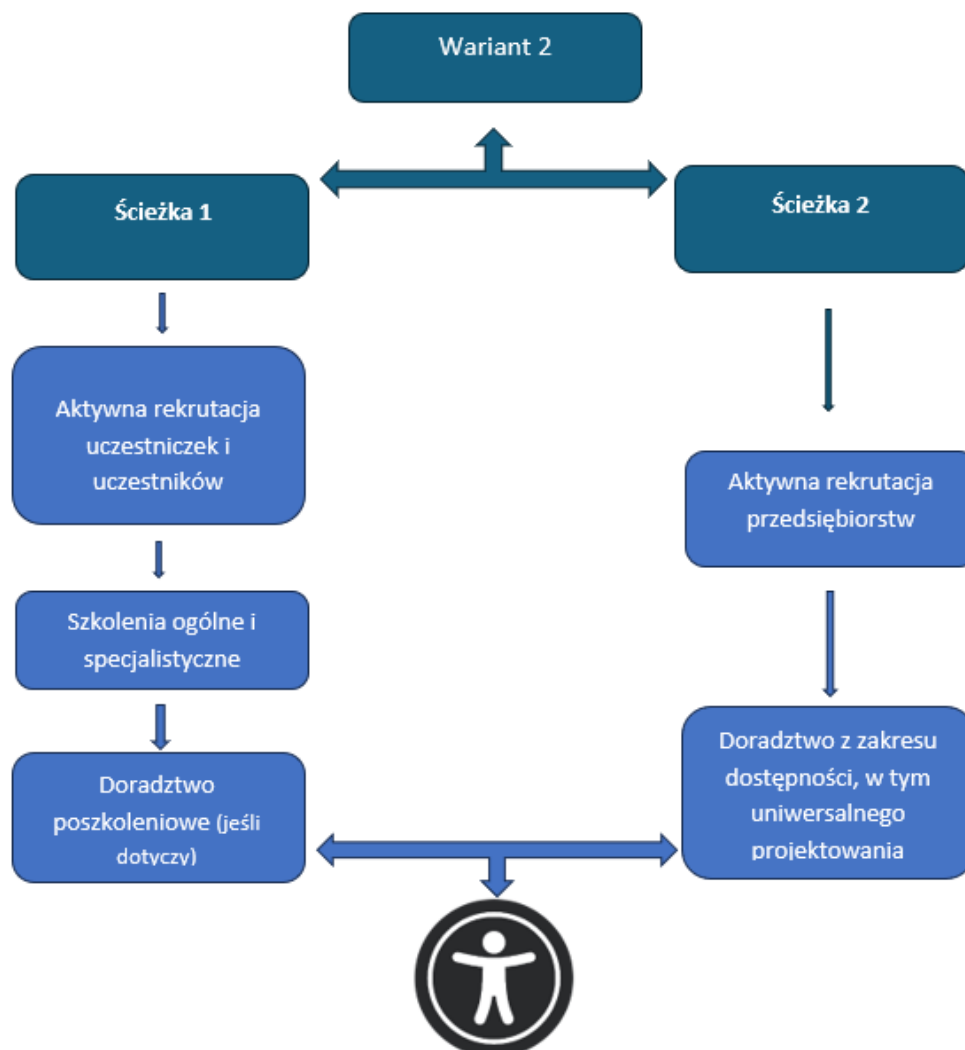 Wariant 2
Ścieżka 1
Ścieżka 2
Aktywna rekrutacja
uczestniczek i
uczestników
Szkolenia ogólne i
specjalistyczne
Doradztwo
poszkoleniowe (jeśli
dotyczy)
Aktywna rekrutacja
przedsiębiorstw
Doradztwo z zakresu
dostępności, w tym
uniwersalnego
projektowania